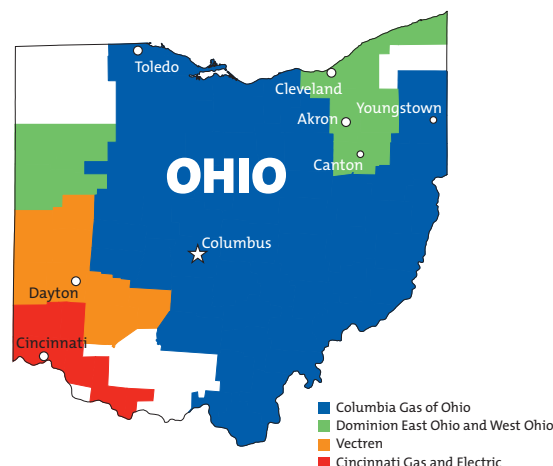 Toledo
Cleveland
Youngstown
Akron
Canton
OHIO
Columbus
Dayton
Cincinnati
Columbia Gas of Ohio
Dominion East Ohio and West Ohio
Vectren
Cincinnati Gas and Electric